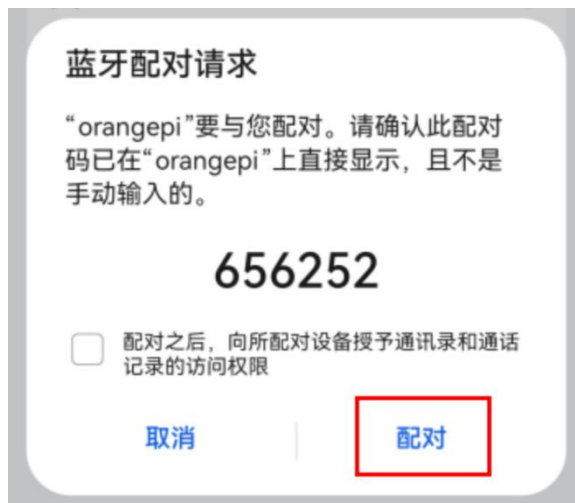 蓝牙配对请求
“orangepi”要与您配对。请确认此配对
码已在“orangepi”上直接显示，且不是
手动输入的。
656252
配对之后，向所配对设备授予通讯录和通话
记录的访问权限
取消
配对